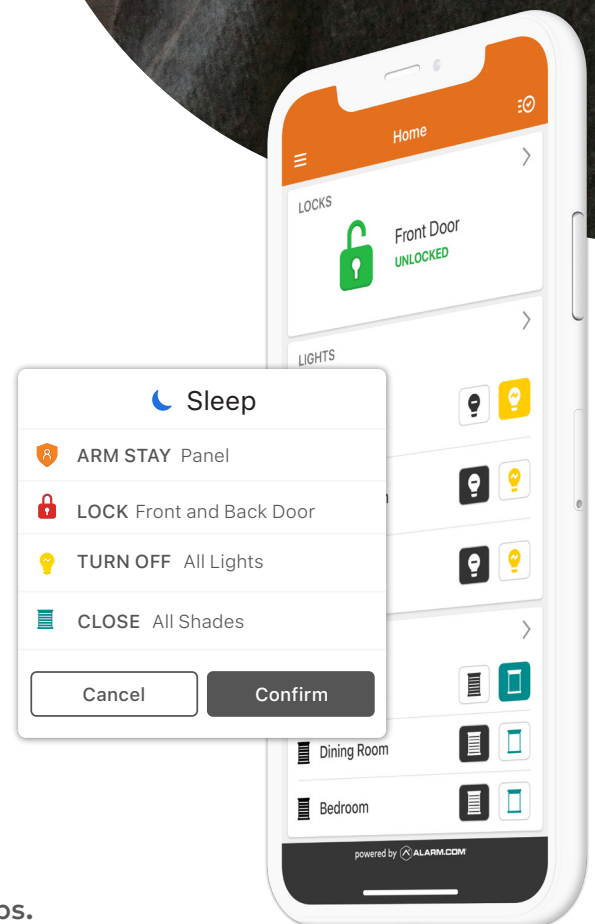 Home
LOCKS
Front Door
UNLOCKED
LIGHTS
Sleep
ARM STAY Panel
LOCK Front and Back Door
TURN OFF All Lights
CLOSE All Shades
Cancel
Confirm
Dining Room
Bedroom
powered by ALARM.COM